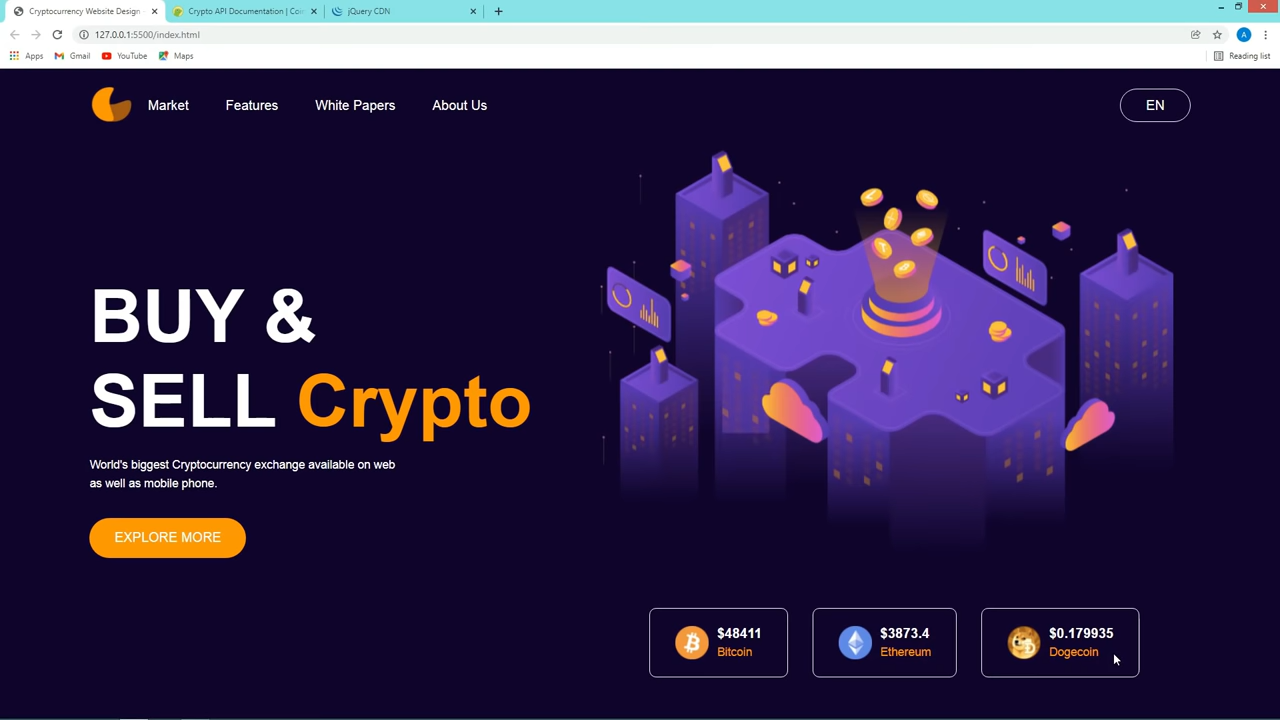 Cryptocurrency Website Design
Crypto API Documentation | Coi
jQuery CDN
127.0.0.1:5500/index.html
A
Apps
Gmail
YouTube
Maps
Reading list
Market
Features
White Papers
About Us
EN
BUY &
SELL Crypto
World's biggest Cryptocurrency exchange available on web
as well as mobile phone.
EXPLORE MORE
$48411
Bitcoin
$3873.4
Ethereum
$0.179935
Dogecoin